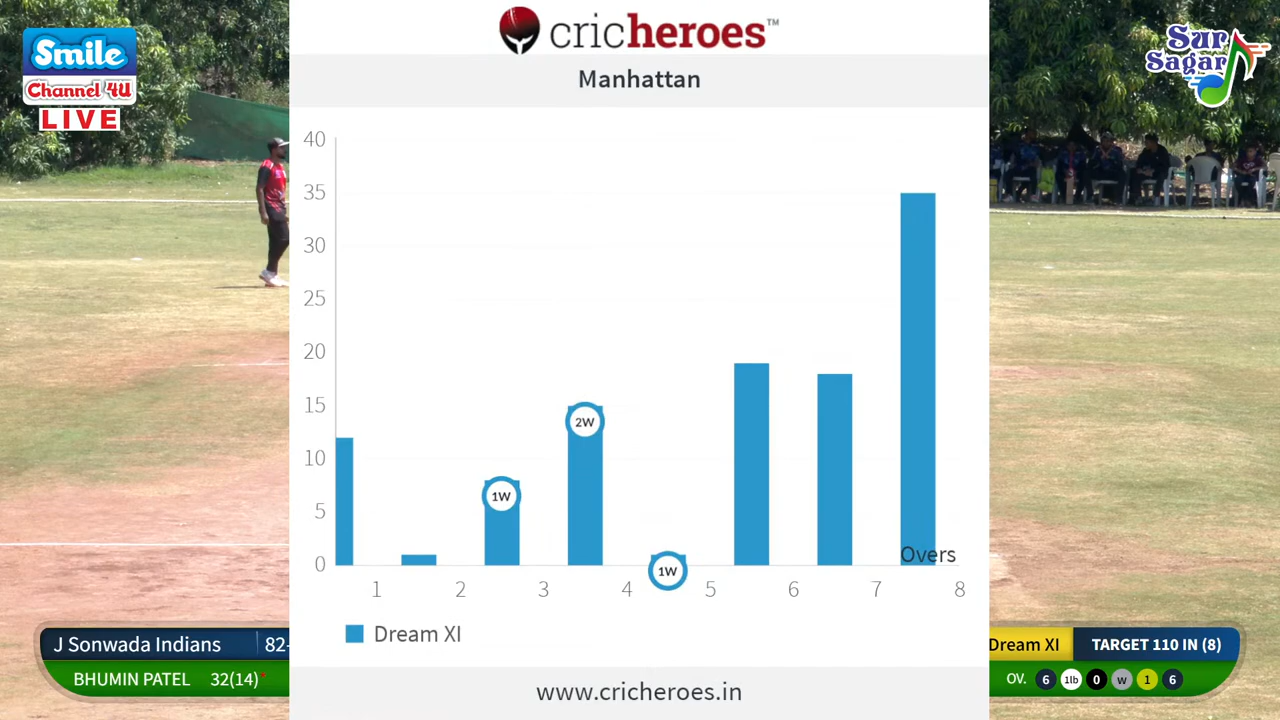 Smile
Channel 4U
LIVE
cricheroes™
Sur
Sagar
Manhattan
40
35
30
25
20
15
10
5
0
2W
1W
1W
Overs
1 2 3 4 5 6 7 8
Dream XI
J Sonwada Indians 82-
BHUMIN PATEL 32(14)*
Dream XI TARGET 110 IN (8)
OV. 6 1lb 0 W 1 6
www.cricheroes.in